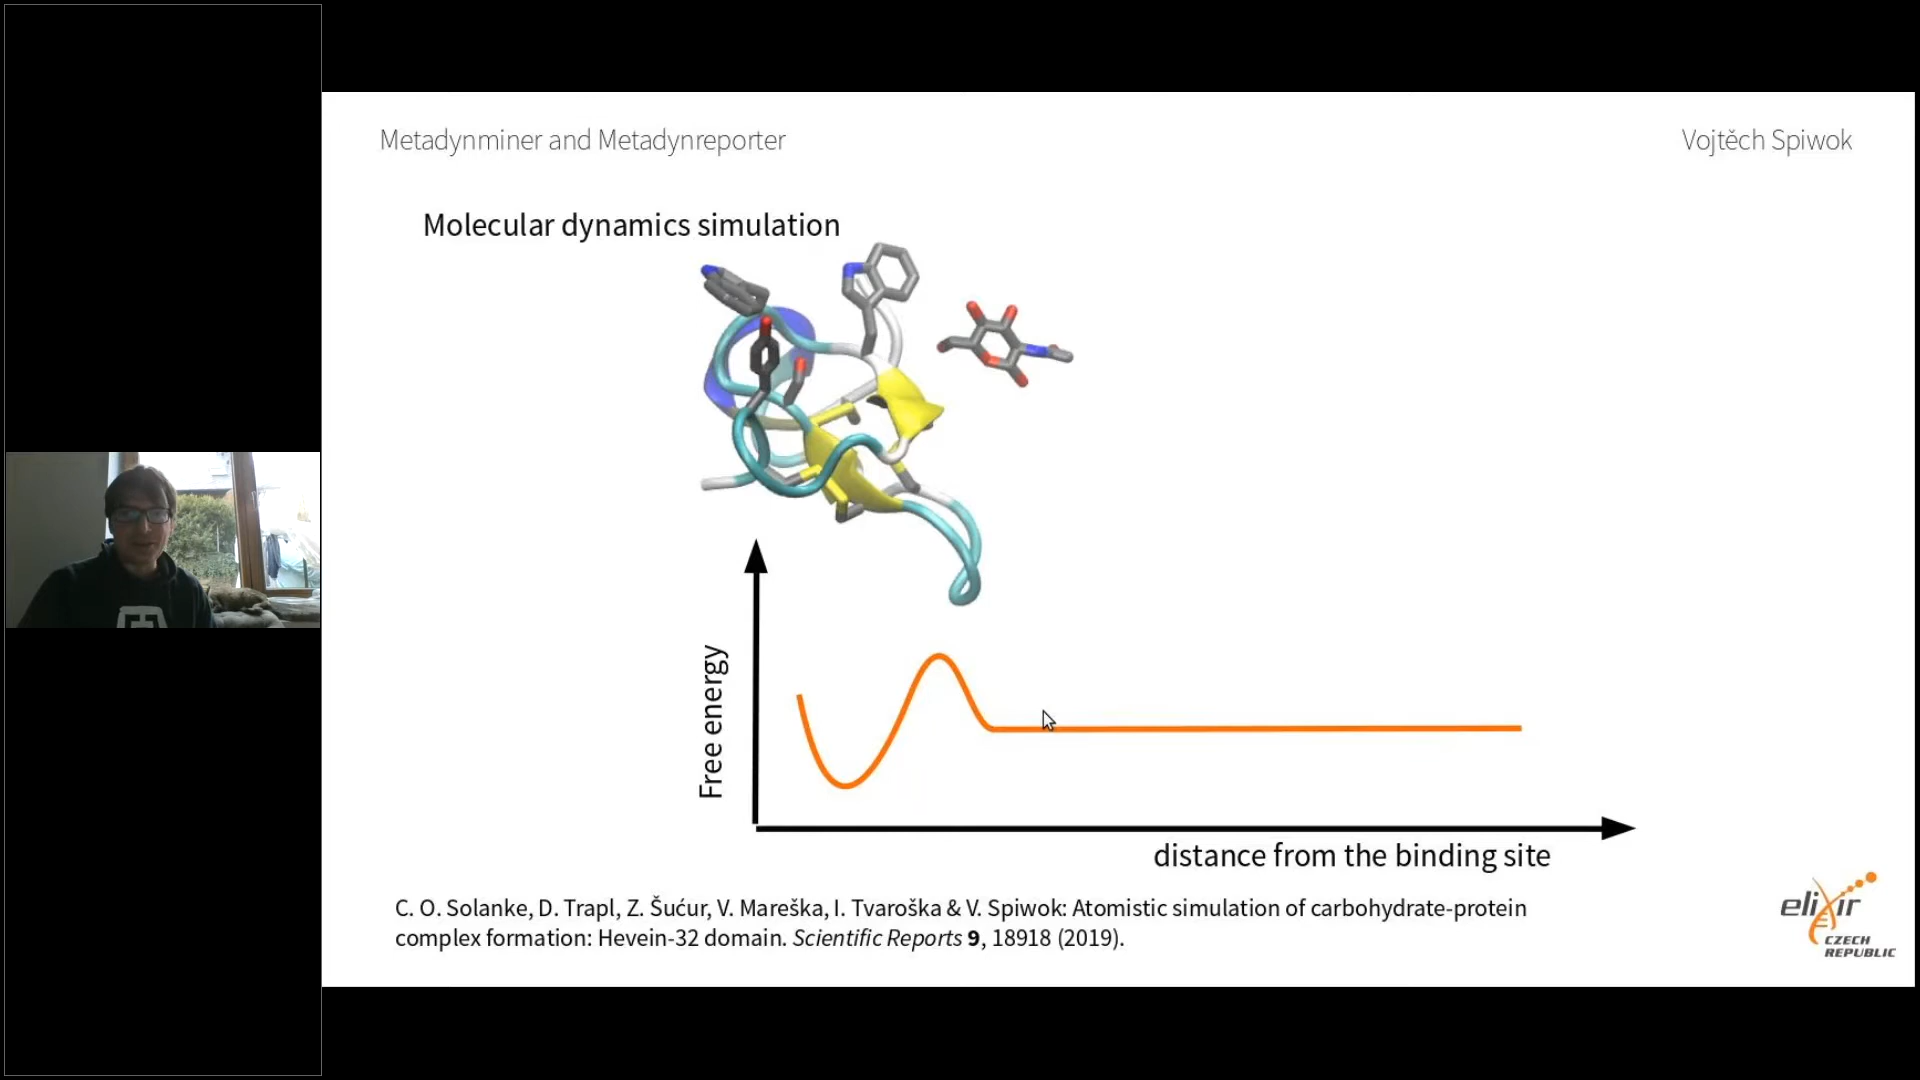 Metadynminer and Metadynreporter
Vojtěch Spiwok
Molecular dynamics simulation
Free energy
distance from the binding site
C. O. Solanke, D. Trapl, Z. Šućur, V. Mareška, I. Tvaroška & V. Spiwok: Atomistic simulation of carbohydrate-protein
complex formation: Hevein-32 domain. Scientific Reports 9, 18918 (2019).
elixir
CZECH
REPUBLIC